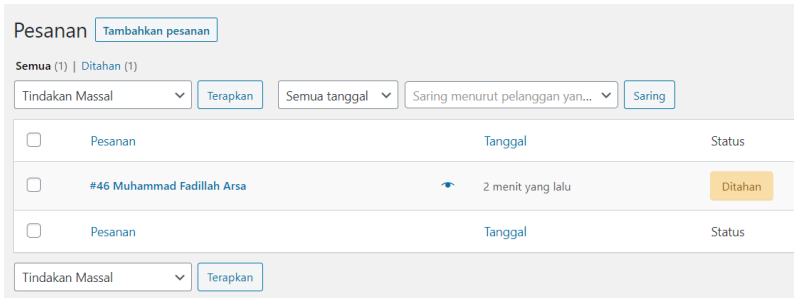 Pesanan Tambahkan pesanan
Semua (1) | Ditahan (1)
Tindakan Massal Terapkan Semua tanggal Saring menurut pelanggan yan... Saring
Pesanan Tanggal Status
#46 Muhammad Fadillah Arsa 2 menit yang lalu Ditahan
Pesanan Tanggal Status
Tindakan Massal Terapkan